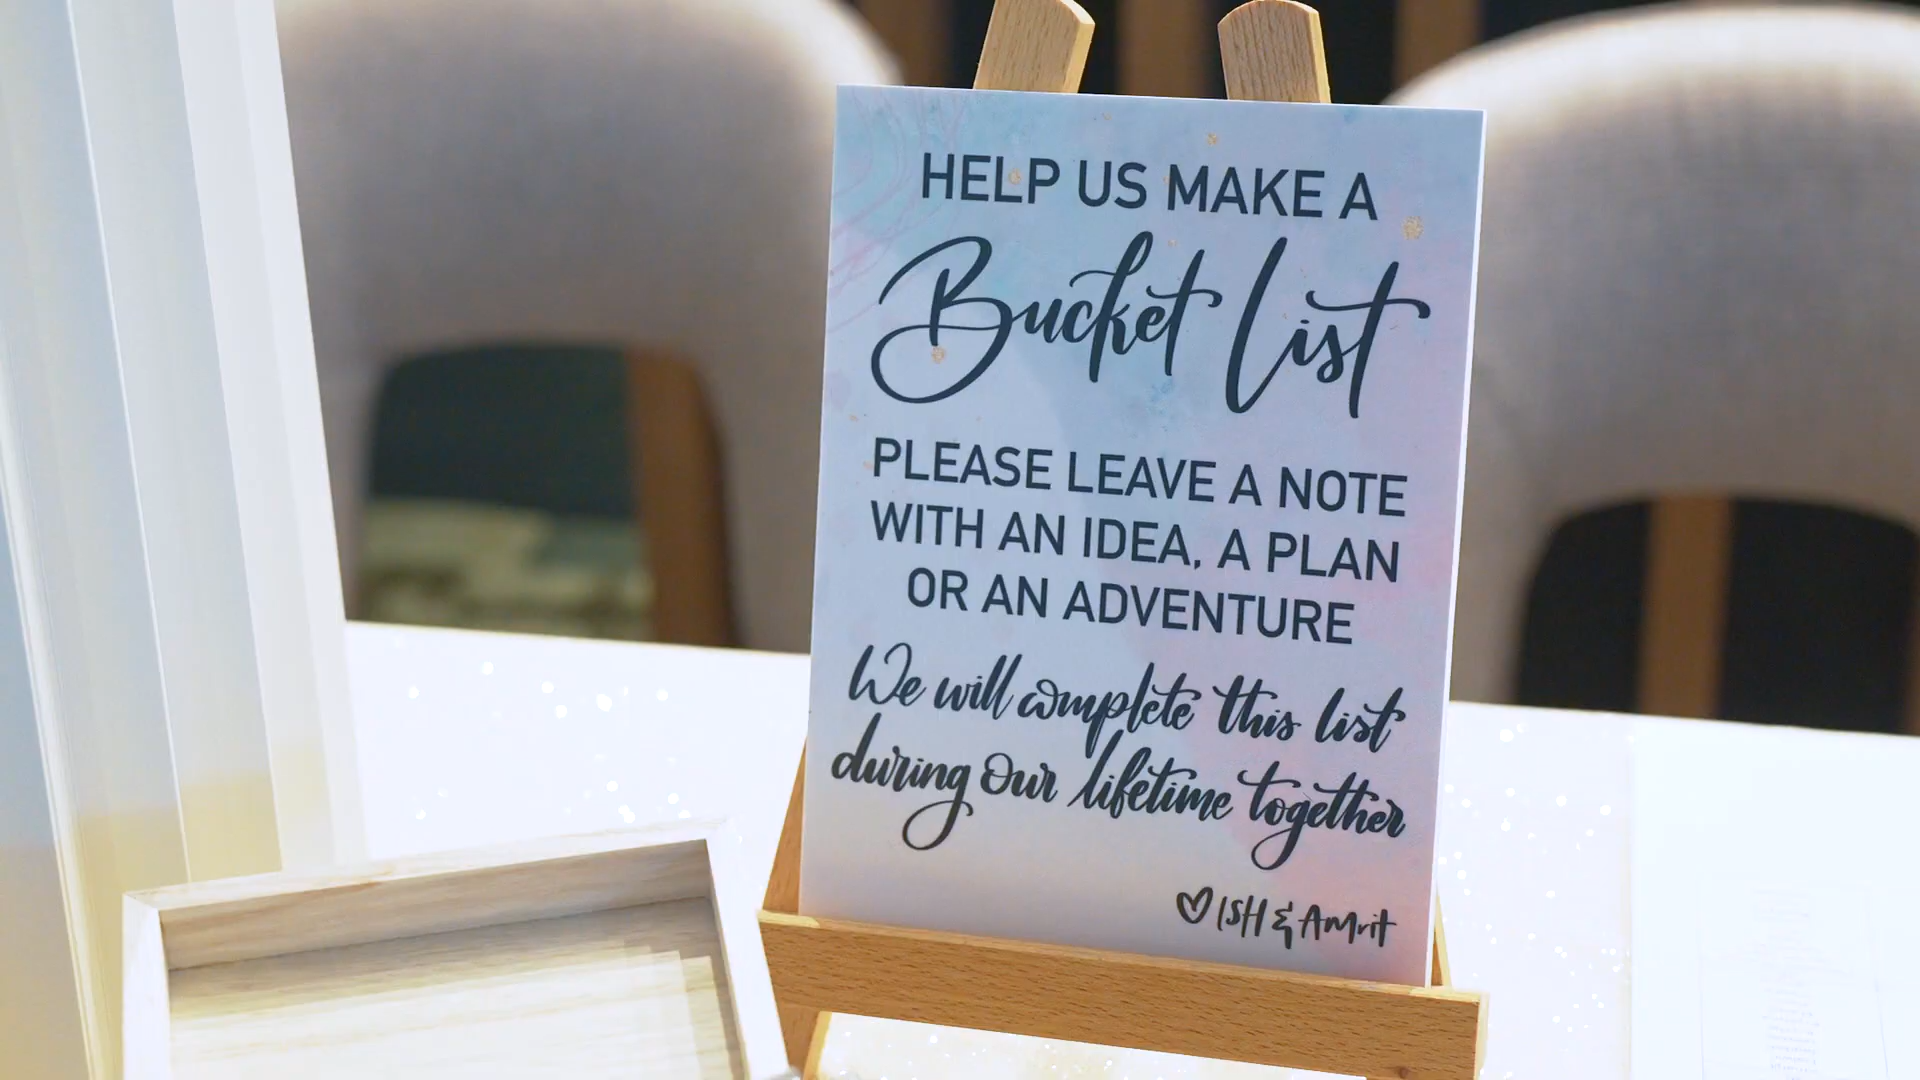 HELP US MAKE A
Bucket List
PLEASE LEAVE A NOTE
WITH AN IDEA, A PLAN
OR AN ADVENTURE
We will complete this list
during our lifetime together
♡ ISH & AMrit